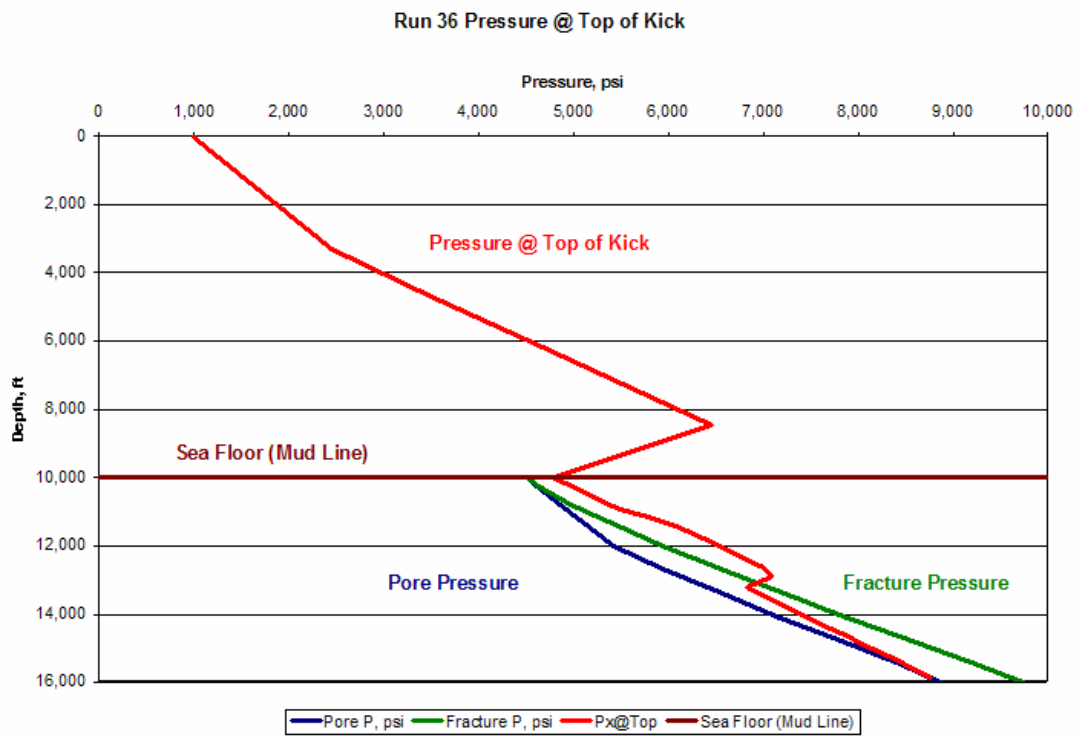 Run 36 Pressure @ Top of Kick
Pressure, psi
0 1,000 2,000 3,000 4,000 5,000 6,000 7,000 8,000 9,000 10,000
0
2,000
Pressure @ Top of Kick
4,000
6,000
Depth, ft
8,000
Sea Floor (Mud Line)
10,000
12,000
Pore Pressure Fracture Pressure
14,000
16,000
Pore P, psi Fracture P, psi Px@Top Sea Floor (Mud Line)